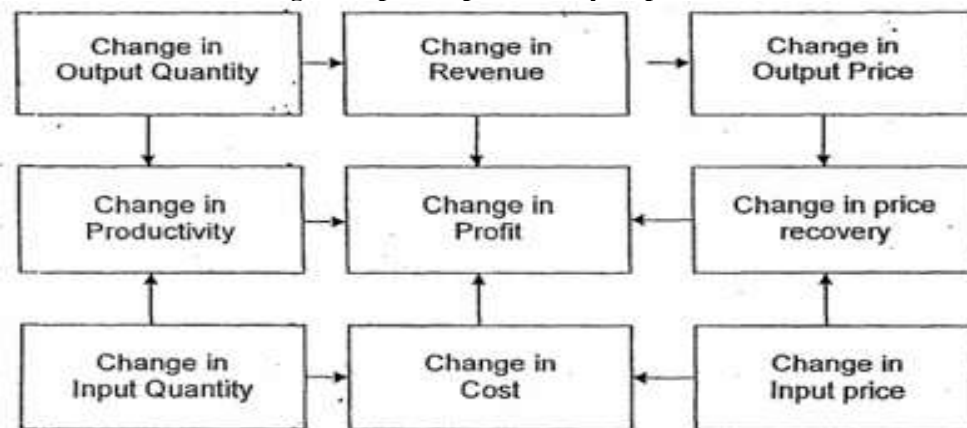 Change in
Output Quantity
Change in
Revenue
Change in
Output Price
Change in
Productivity
Change in
Profit
Change in price
recovery
Change in
Input Quantity
Change in
Cost
Change in
Input price